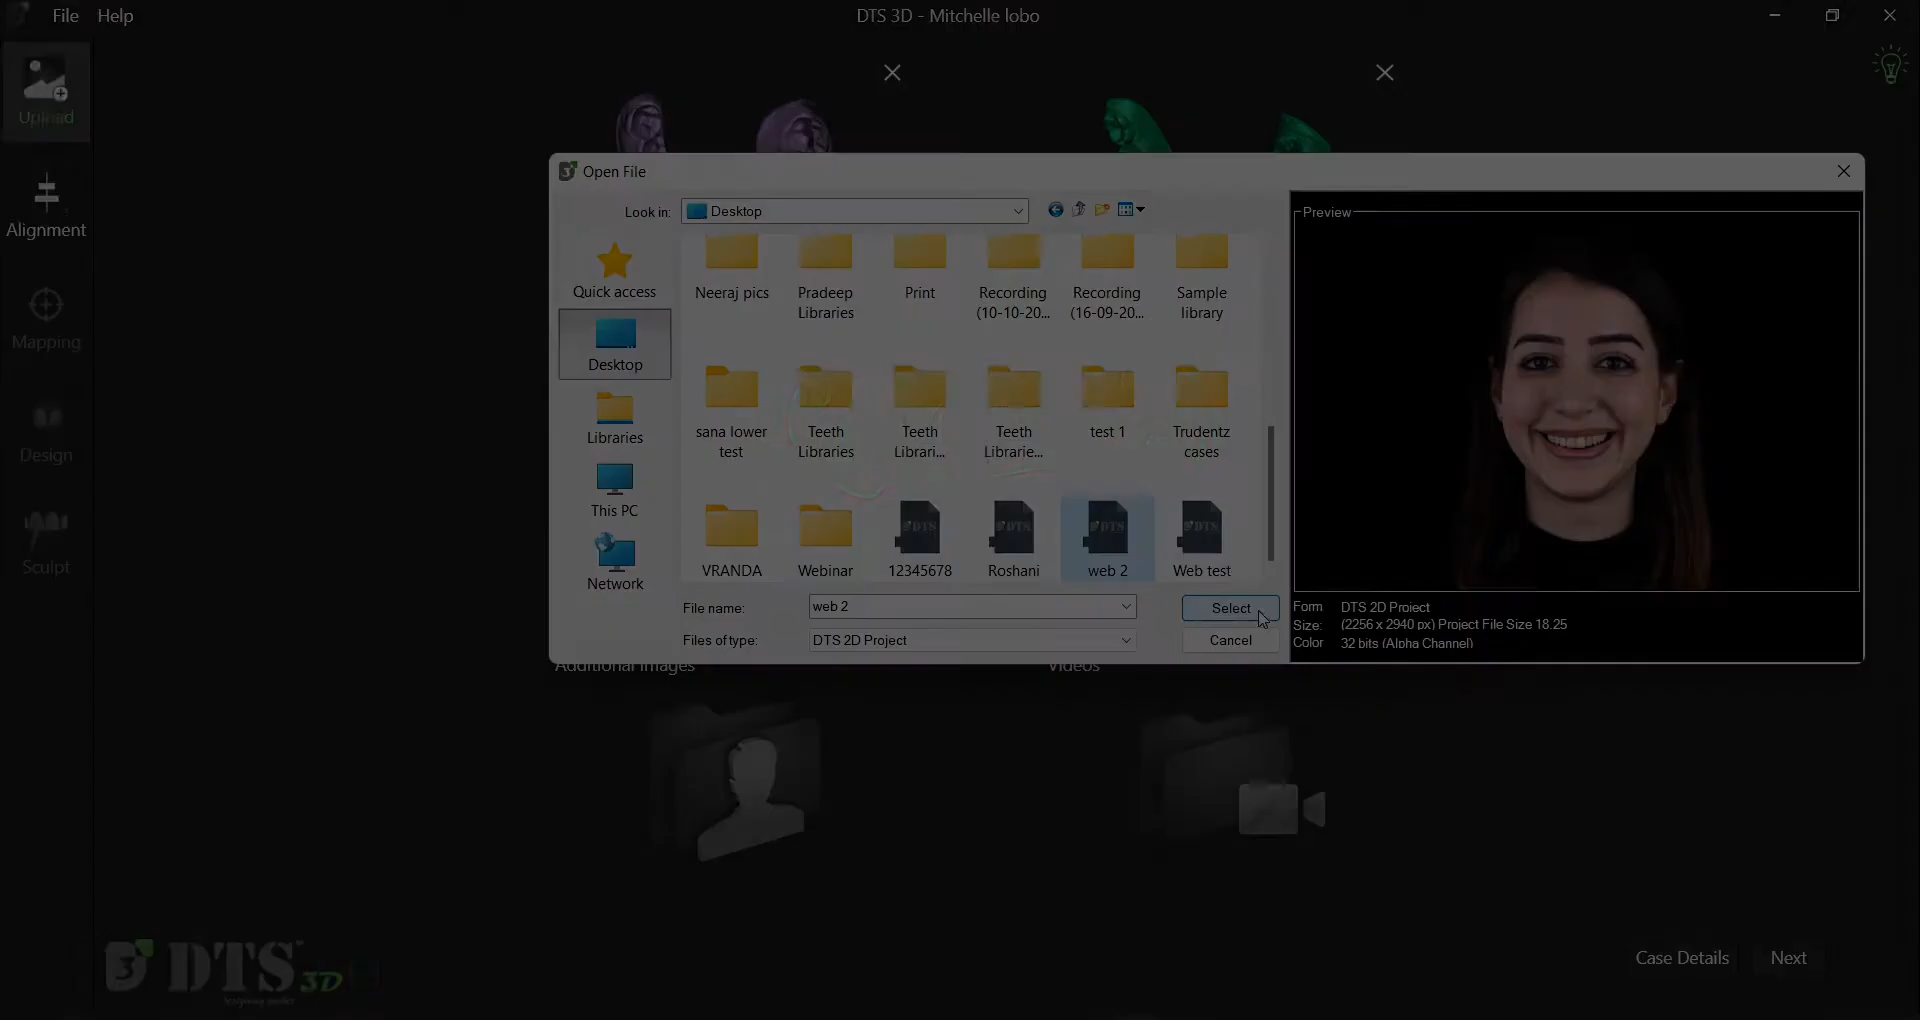 File Help
DTS 3D - Mitchelle lobo
Upload
Alignment
Mapping
Design
Sculpt
Open File
Look in:
Desktop
Quick access
Desktop
Libraries
This PC
Network
Neeraj pics
Pradeep Libraries
Print
Recording (10-10-20...
Recording (16-09-20...
Sample library
sana lower test
Teeth Libraries
Teeth Librari...
Teeth Librarie...
test 1
Trudentz cases
VRANDA
Webinar
12345678
Roshani
web 2
Web test
File name:
web 2
Select
Files of type:
DTS 2D Project
Cancel
Preview
Form DTS 2D Project
Size: (2256 x 2940 px) Project File Size 18.25
Color 32 bits (Alpha Channel)
Additional Images
Videos
DTS 3D
Case Details
Next